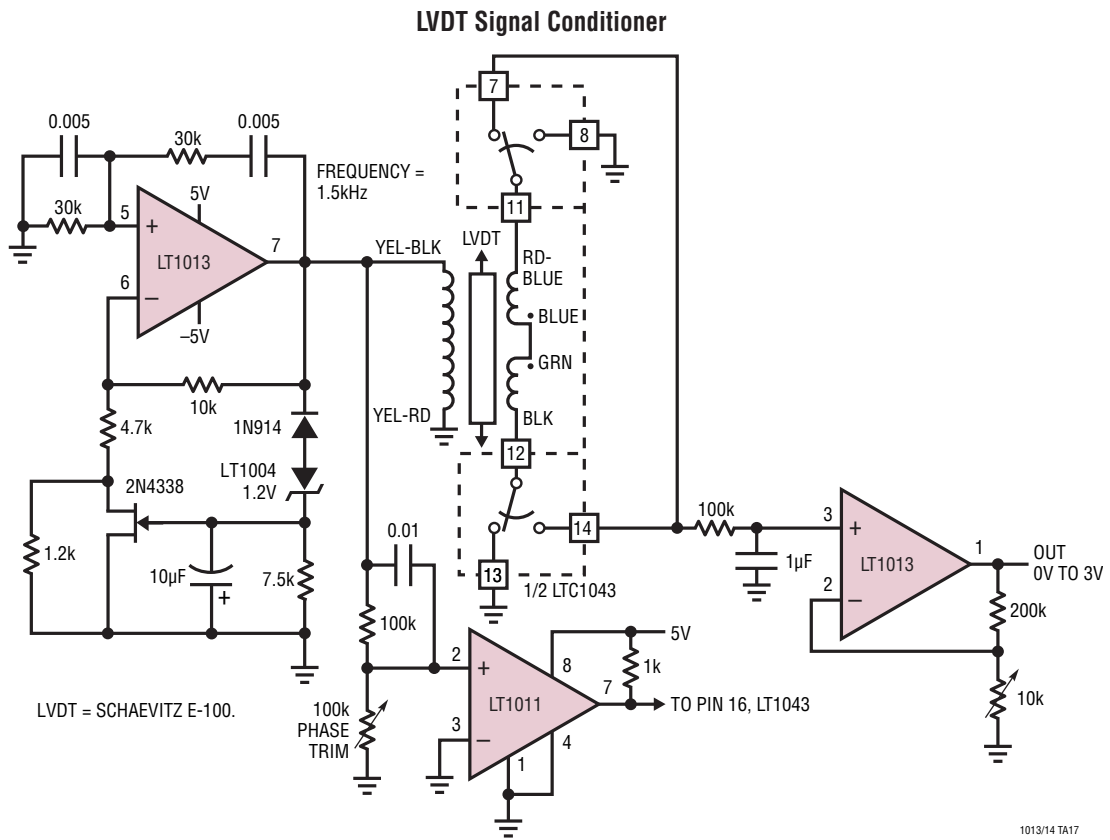 LVDT Signal Conditioner
7
8
11
0.005
30k
0.005
FREQUENCY =
1.5kHz
30k
5
+
5V
LT1013
7
6
–
–5V
YEL-BLK
LVDT
RD-
BLUE
BLUE
GRN
BLK
YEL-RD
10k
4.7k
1N914
LT1004
1.2V
2N4338
1.2k
10µF
+
7.5k
12
14
13
1/2 LTC1043
0.01
100k
100k
1µF
3
+
LT1013
2
–
1
OUT
0V TO 3V
200k
10k
5V
1k
2
+
8
LT1011
7
TO PIN 16, LT1043
3
–
4
1
100k
PHASE
TRIM
LVDT = SCHAEVITZ E-100.
1013/14 TA17